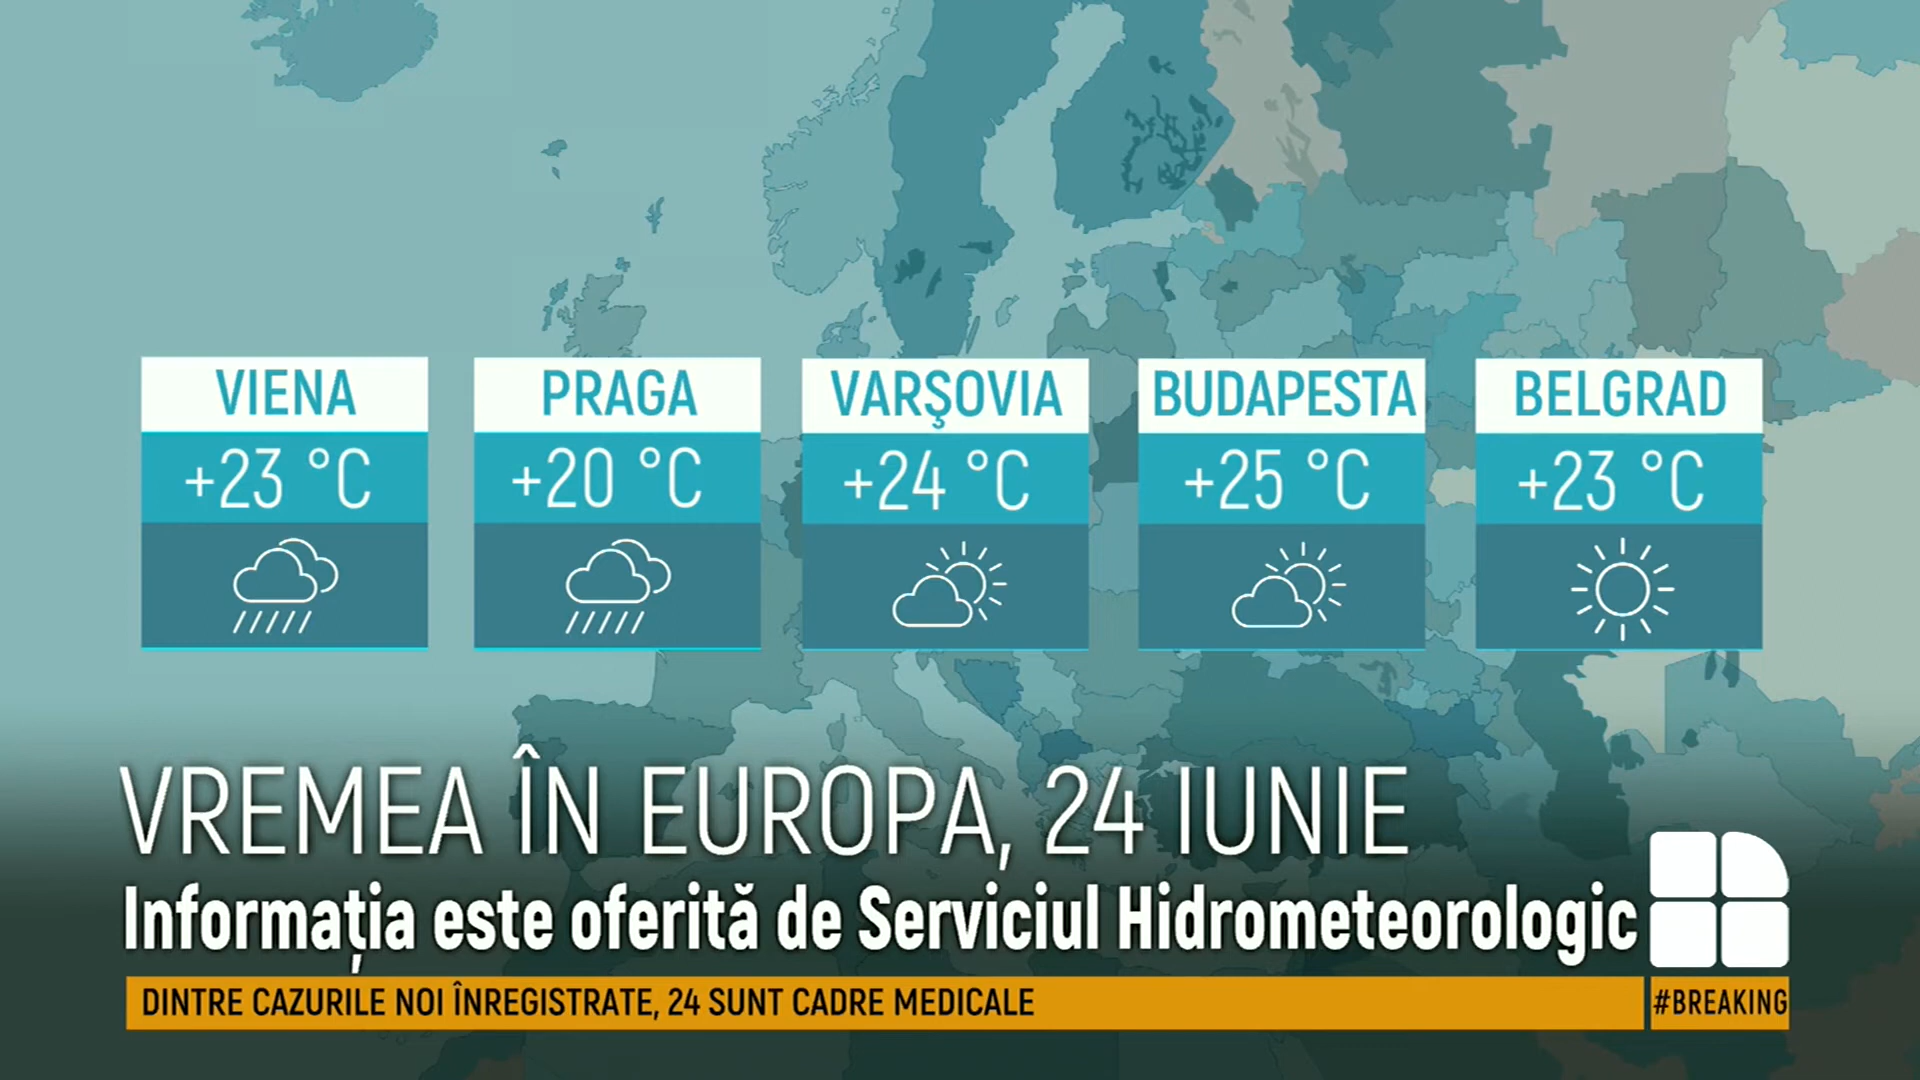 VIENA
+23 °C
PRAGA
+20 °C
VARŞOVIA
+24 °C
BUDAPESTA
+25 °C
BELGRAD
+23 °C
VREMEA ÎN EUROPA, 24 IUNIE
Informația este oferită de Serviciul Hidrometeorologic
DINTRE CAZURILE NOI ÎNREGISTRATE, 24 SUNT CADRE MEDICALE
#BREAKING